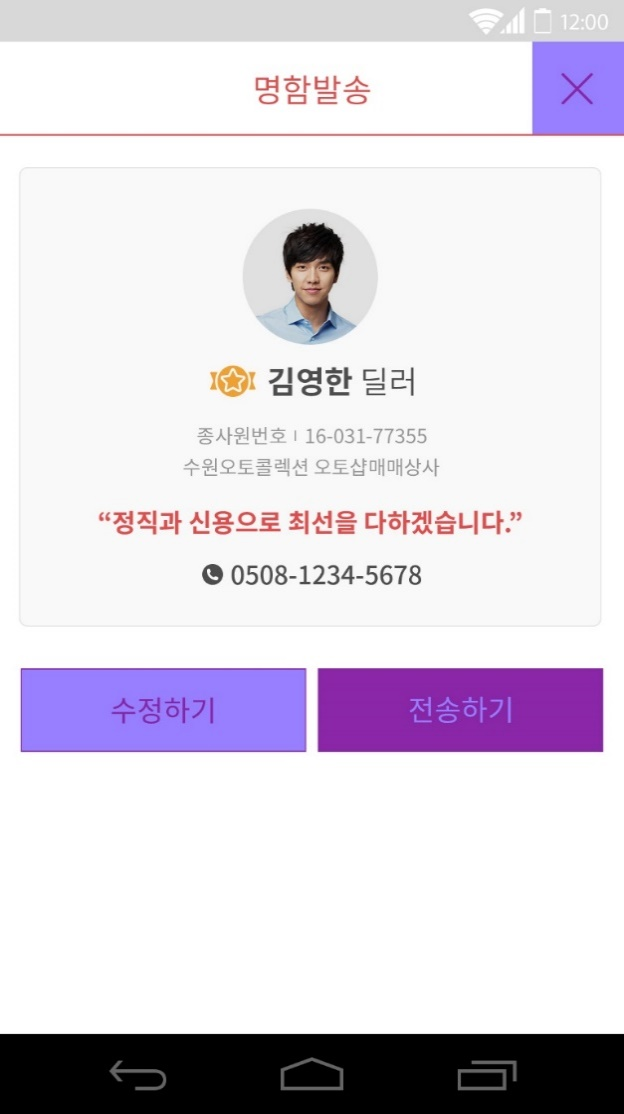 12:00
명함발송
김영한 딜러
종사원번호 | 16-031-77355
수원오토콜렉션 오토샵매매상사
“정직과 신용으로 최선을 다하겠습니다.”
0508-1234-5678
수정하기 전송하기